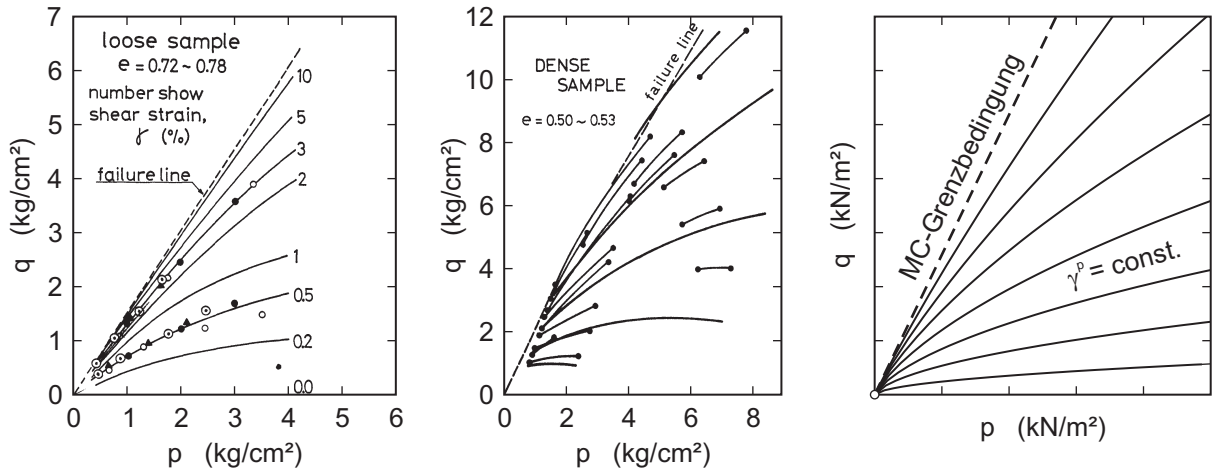 7
6
5
4
3
2
1
0
q (kg/cm²)
loose sample
e = 0.72 ~ 0.78
number show
shear strain,
γ (%)
failure line
10
5
3
2
1
0.5
0.2
0.0
0 1 2 3 4 5 6
p (kg/cm²)
12
10
8
6
4
2
0
q (kg/cm²)
DENSE
SAMPLE
e = 0.50 ~ 0.53
failure line
0 2 4 6 8
p (kg/cm²)
q (kN/m²)
MC-Grenzbedingung
γᵖ = const.
p (kN/m²)